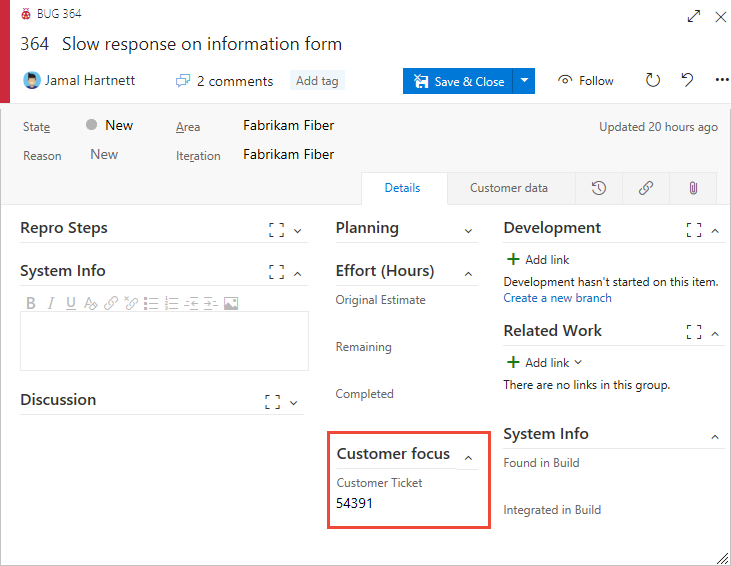 BUG 364
364 Slow response on information form
Jamal Hartnett
2 comments
Add tag
Save & Close
Follow
State
New
Area
Fabrikam Fiber
Updated 20 hours ago
Reason
New
Iteration
Fabrikam Fiber
Details
Customer data
Repro Steps
System Info
B I U
Discussion
Planning
Effort (Hours)
Original Estimate
Remaining
Completed
Customer focus
Customer Ticket
54391
Development
Add link
Development hasn't started on this item.
Create a new branch
Related Work
Add link
There are no links in this group.
System Info
Found in Build
Integrated in Build